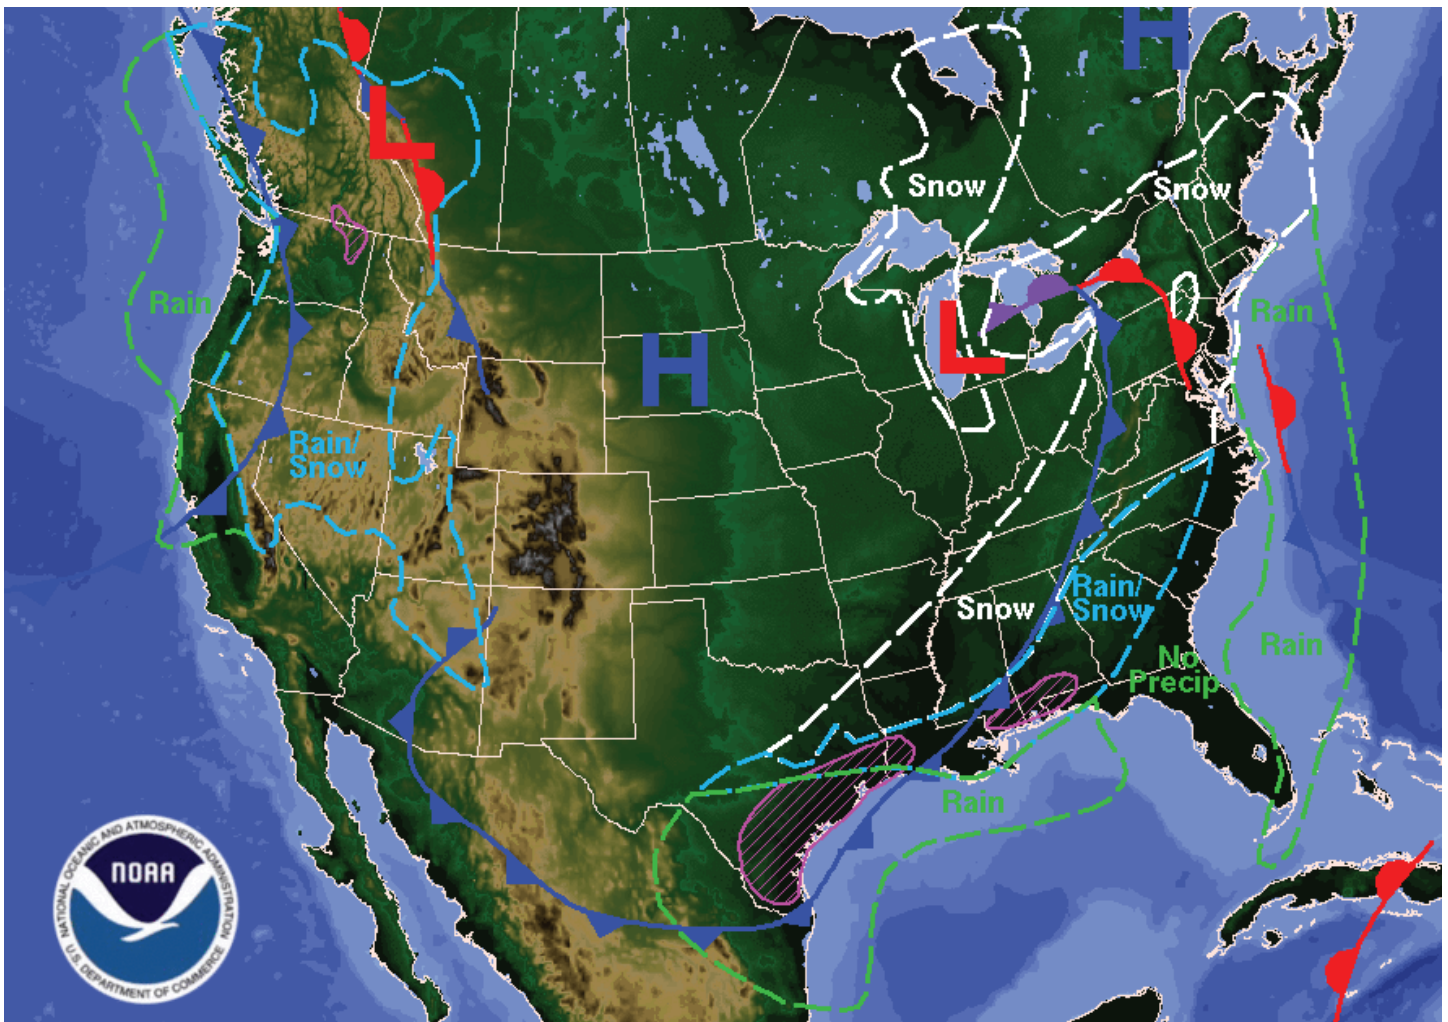 H
L
Snow
Snow
Rain
Rain
H
L
Rain/
Snow
Rain/
Snow
Snow
No
Precip
Rain
Rain
NOAA
NATIONAL OCEANIC AND ATMOSPHERIC ADMINISTRATION
U.S. DEPARTMENT OF COMMERCE